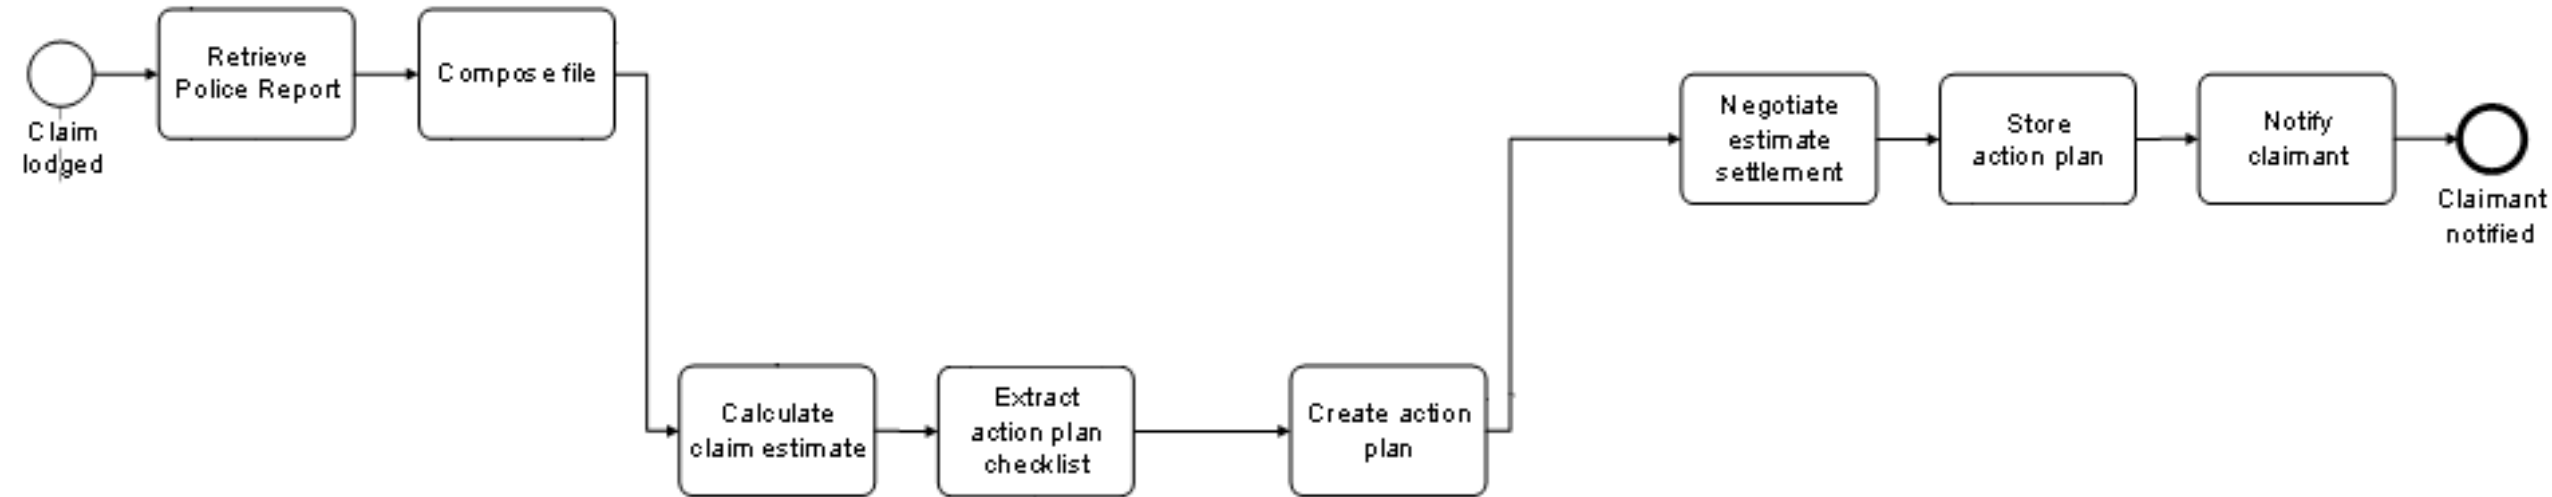 Claim
lodged
Retrieve
Police Report
Compose file
Calculate
claim estimate
Extract
action plan
checklist
Create action
plan
Negotiate
estimate
settlement
Store
action plan
Notify
claimant
Claimant
notified